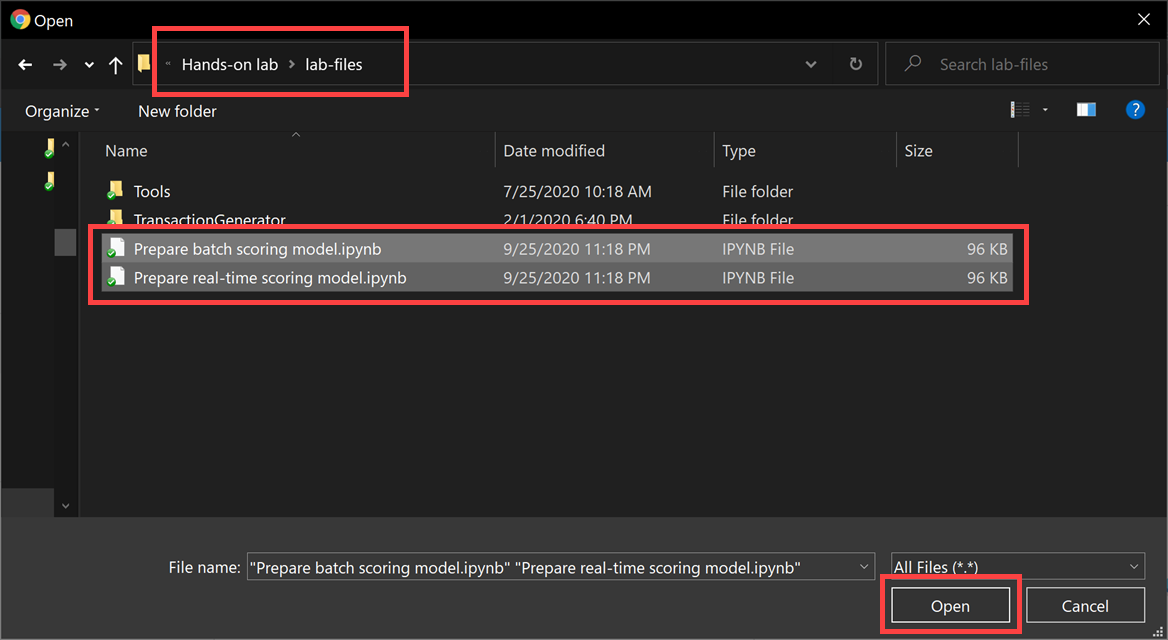 Open
« Hands-on lab > lab-files
Search lab-files
Organize
New folder
?
Name Date modified Type Size
Tools 7/25/2020 10:18 AM File folder
TransactionGenerator 2/1/2020 6:40 PM File folder
Prepare batch scoring model.ipynb 9/25/2020 11:18 PM IPYNB File 96 KB
Prepare real-time scoring model.ipynb 9/25/2020 11:18 PM IPYNB File 96 KB
File name: "Prepare batch scoring model.ipynb" "Prepare real-time scoring model.ipynb" All Files (*.*)
Open Cancel